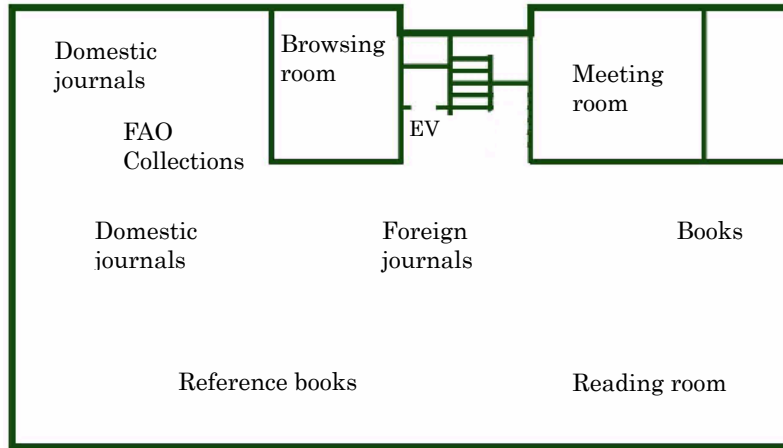 Domestic
journals
Browsing
room
Meeting
room
FAO
Collections
EV
Domestic
journals
Foreign
journals
Books
Reference books
Reading room